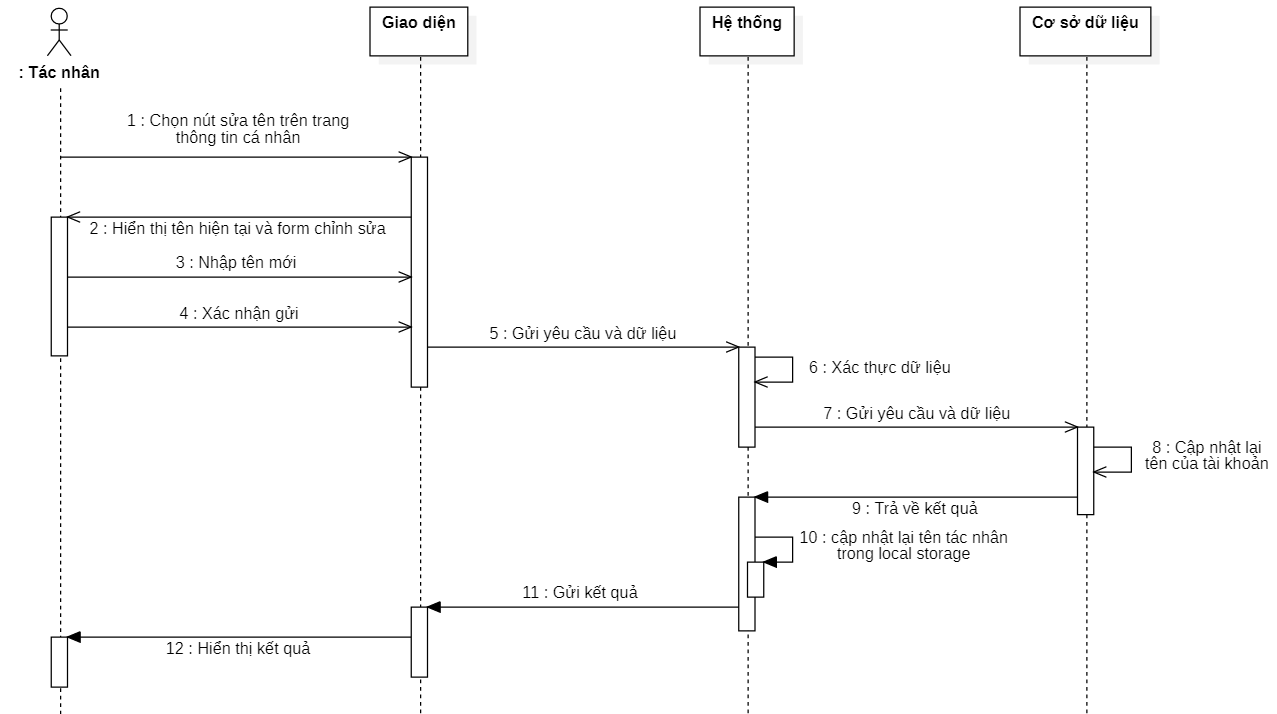 Giao diện
Hệ thống
Cơ sở dữ liệu
: Tác nhân
1 : Chọn nút sửa tên trên trang
thông tin cá nhân
2 : Hiển thị tên hiện tại và form chỉnh sửa
3 : Nhập tên mới
4 : Xác nhận gửi
5 : Gửi yêu cầu và dữ liệu
6 : Xác thực dữ liệu
7 : Gửi yêu cầu và dữ liệu
8 : Cập nhật lại
tên của tài khoản
9 : Trả về kết quả
10 : cập nhật lại tên tác nhân
trong local storage
11 : Gửi kết quả
12 : Hiển thị kết quả